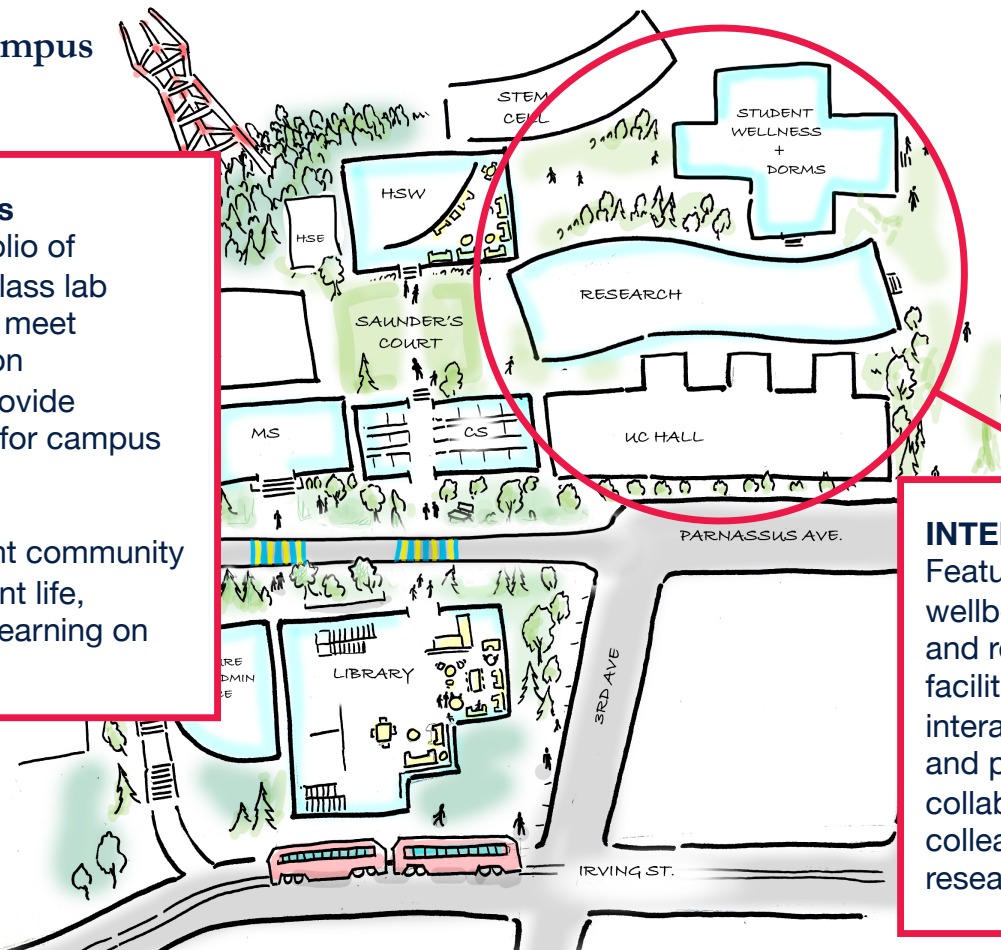 mpus
STEM
CELL
STUDENT
WELLNESS
+
DORMS
HSW
HSE
RESEARCH
SAUNDER'S
COURT
MS
CS
UC HALL
PARNASSUS AVE.
s
olio of
lass lab
meet
on
ovide
for campus
nt community
nt life,
earning on
RE
DMIN
CE
LIBRARY
3RD AVE
IRVING ST.
INTE
Featu
wellb
and re
facilit
intera
and p
collab
collea
resea